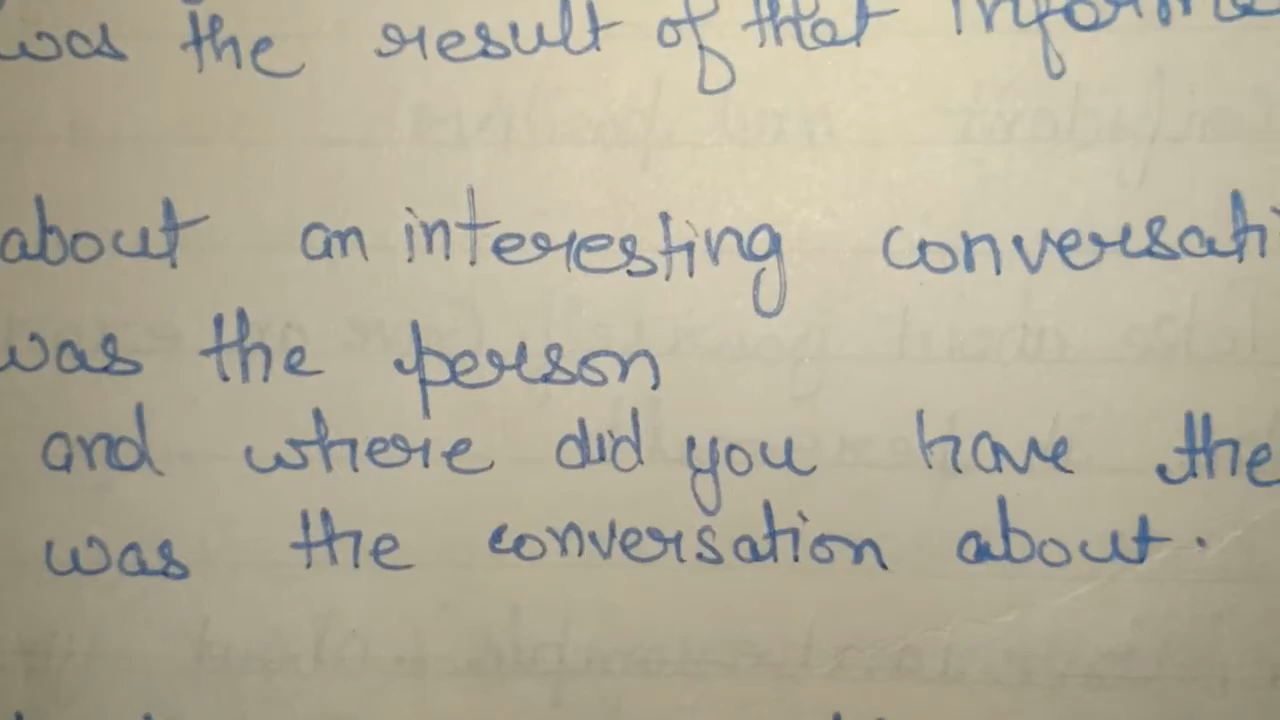 was the result of that informa
about an interesting conversati
was the person
and where did you have the
was the conversation about.